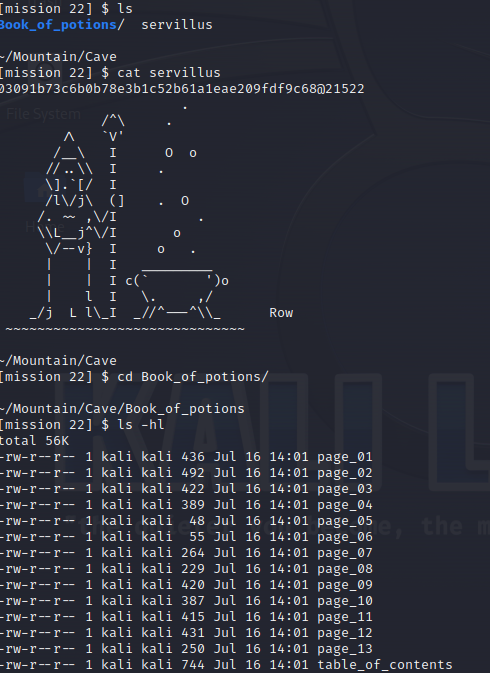 [mission 22] $ ls
Book_of_potions/  servillus

~/Mountain/Cave
[mission 22] $ cat servillus
03091b73c6b0b78e3b1c52b61a1eae209fdf9c68@21522
                       .
             /^\     .
        /\   `V'
       /__\   I      O  o
      //..\\  I     .
      \].`[/  I
      /l\/j\  (]    .  O
     /. ~~ ,\/I          .
     \\L__j^\/I       o
      \/--v}  I     o   .
      |    |  I   _________
      |    |  I c(`       ')o
      |    l  I   \.     ,/
    _/j  L l\_I  _//^---^\\_      Row
 ~~~~~~~~~~~~~~~~~~~~~~~~~~~~~~

~/Mountain/Cave
[mission 22] $ cd Book_of_potions/

~/Mountain/Cave/Book_of_potions
[mission 22] $ ls -hl
total 56K
-rw-r--r-- 1 kali kali 436 Jul 16 14:01 page_01
-rw-r--r-- 1 kali kali 492 Jul 16 14:01 page_02
-rw-r--r-- 1 kali kali 422 Jul 16 14:01 page_03
-rw-r--r-- 1 kali kali 389 Jul 16 14:01 page_04
-rw-r--r-- 1 kali kali  48 Jul 16 14:01 page_05
-rw-r--r-- 1 kali kali  55 Jul 16 14:01 page_06
-rw-r--r-- 1 kali kali 264 Jul 16 14:01 page_07
-rw-r--r-- 1 kali kali 229 Jul 16 14:01 page_08
-rw-r--r-- 1 kali kali 420 Jul 16 14:01 page_09
-rw-r--r-- 1 kali kali 387 Jul 16 14:01 page_10
-rw-r--r-- 1 kali kali 415 Jul 16 14:01 page_11
-rw-r--r-- 1 kali kali 431 Jul 16 14:01 page_12
-rw-r--r-- 1 kali kali 250 Jul 16 14:01 page_13
-rw-r--r-- 1 kali kali 744 Jul 16 14:01 table_of_contents
File System
KALI L